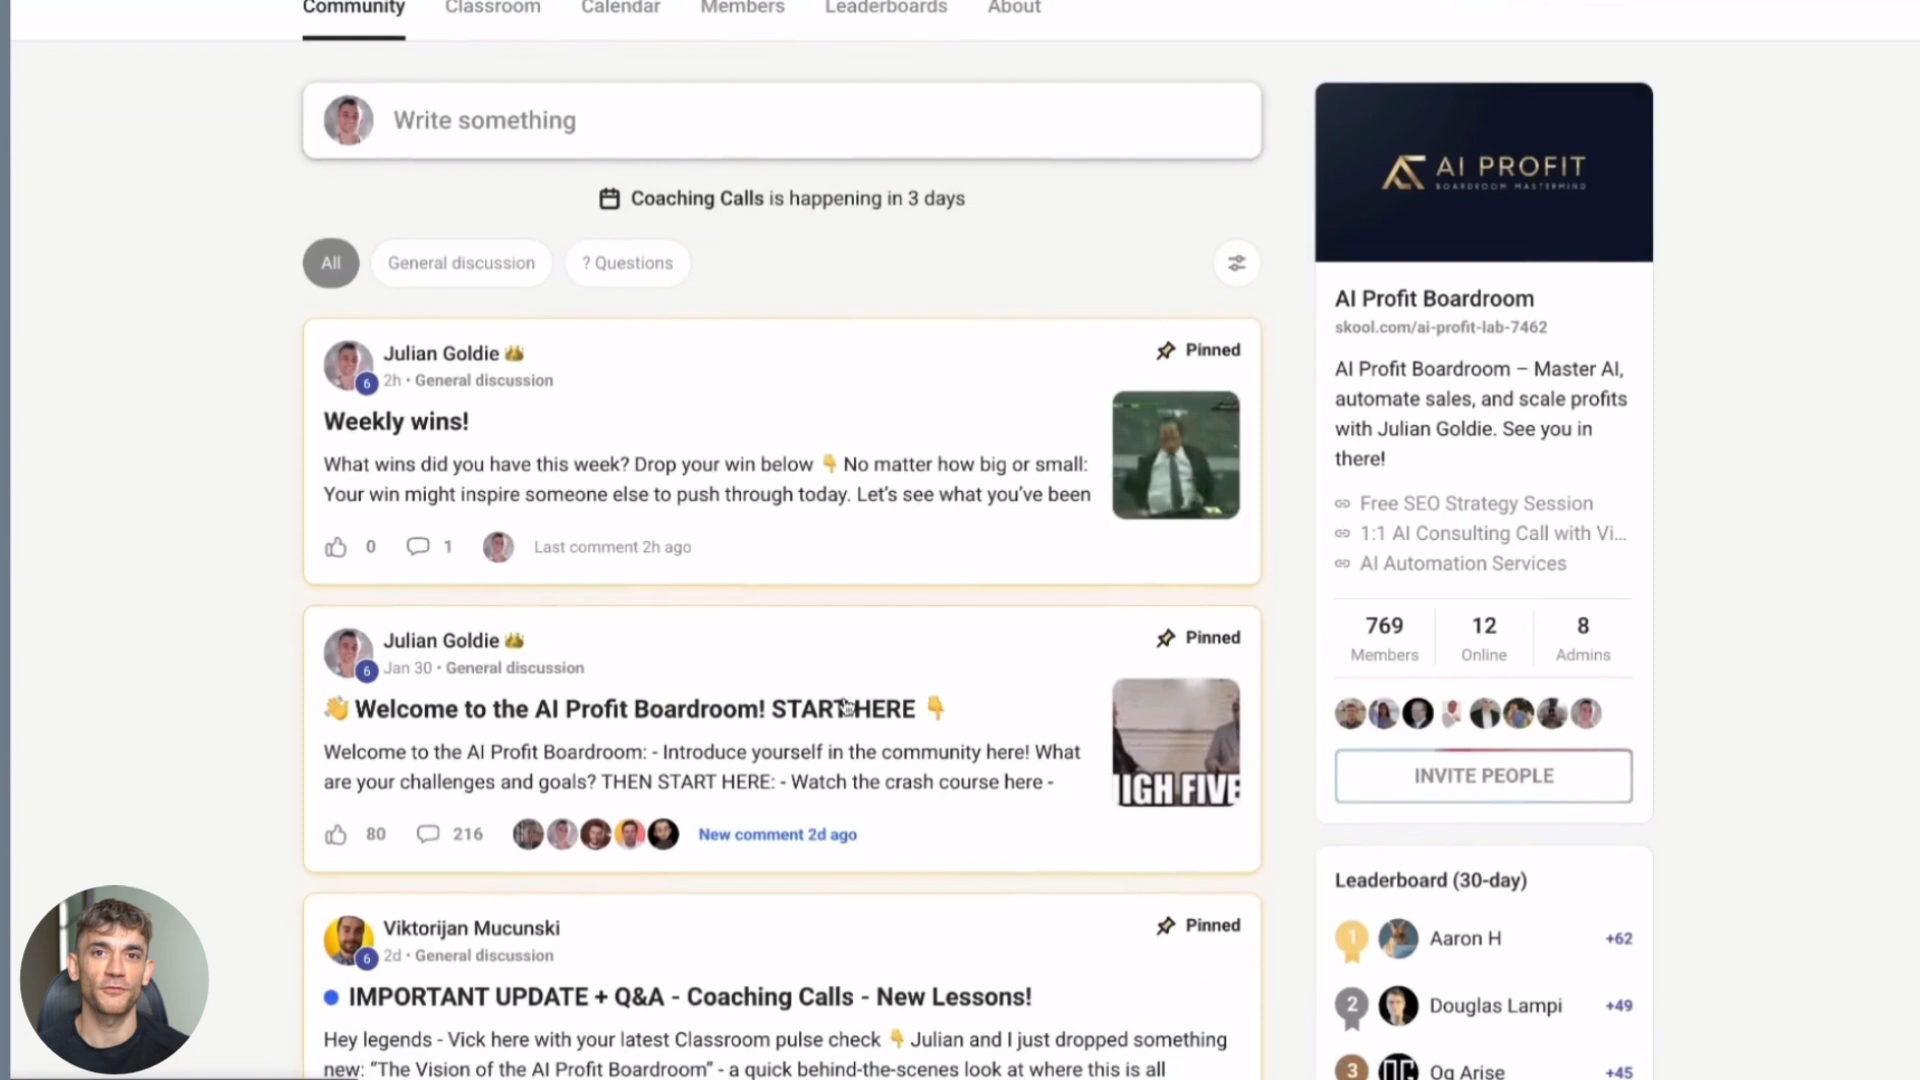 Community Classroom Calendar Members Leaderboards About
Write something
Coaching Calls is happening in 3 days
All General discussion ? Questions
Julian Goldie
6 2h • General discussion
Pinned
Weekly wins!
What wins did you have this week? Drop your win below 👇 No matter how big or small:
Your win might inspire someone else to push through today. Let's see what you've been
0 1 Last comment 2h ago
Julian Goldie
6 Jan 30 • General discussion
Pinned
👋 Welcome to the AI Profit Boardroom! START HERE 👇
Welcome to the AI Profit Boardroom: - Introduce yourself in the community here! What
are your challenges and goals? THEN START HERE: - Watch the crash course here -
HIGH FIVE
80 216 New comment 2d ago
Viktorijan Mucunski
6 2d • General discussion
Pinned
IMPORTANT UPDATE + Q&A - Coaching Calls - New Lessons!
Hey legends - Vick here with your latest Classroom pulse check 👇 Julian and I just dropped something
new: “The Vision of the AI Profit Boardroom” - a quick behind-the-scenes look at where this is all
AI PROFIT
BOARDROOM MASTERMIND
AI Profit Boardroom
skool.com/ai-profit-lab-7462
AI Profit Boardroom – Master AI,
automate sales, and scale profits
with Julian Goldie. See you in
there!
Free SEO Strategy Session
1:1 AI Consulting Call with Vi...
AI Automation Services
769 12 8
Members Online Admins
INVITE PEOPLE
Leaderboard (30-day)
1 Aaron H +62
2 Douglas Lampi +49
3 Og Arise +45